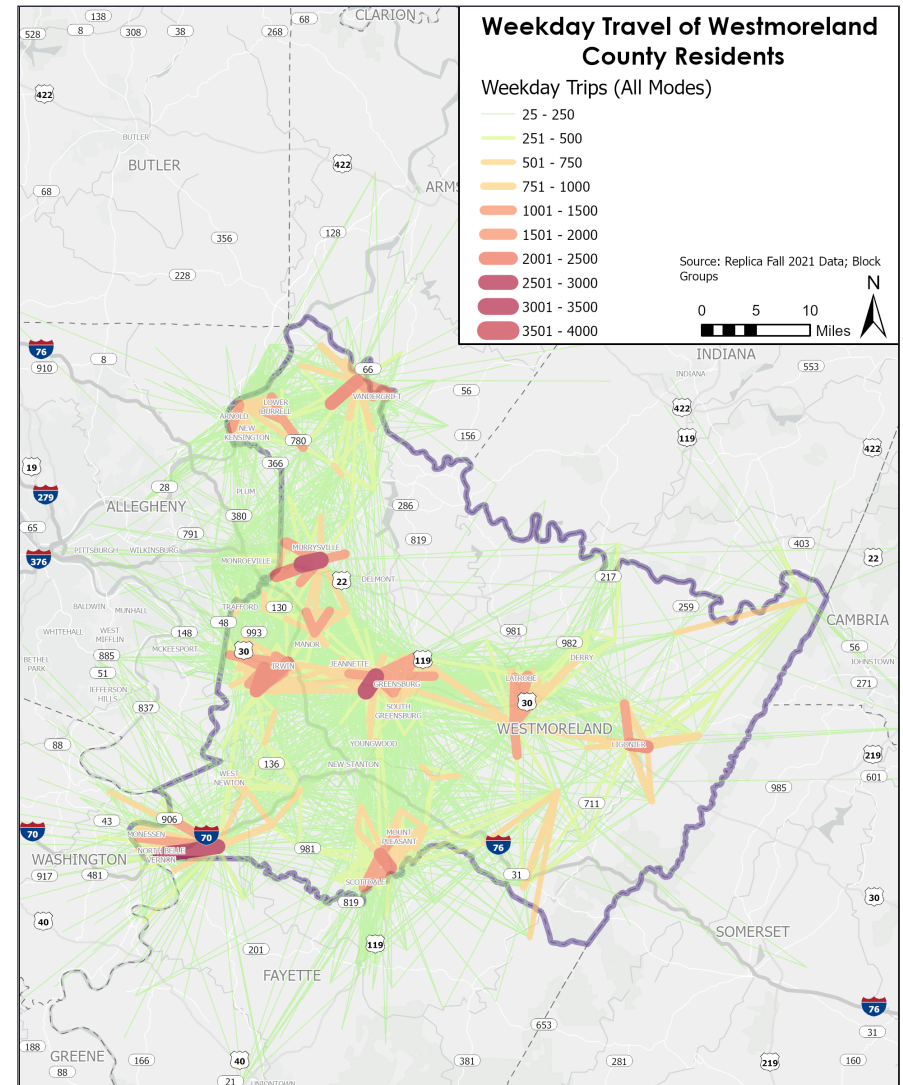 Weekday Travel of Westmoreland
County Residents
Weekday Trips (All Modes)
25 - 250
251 - 500
501 - 750
751 - 1000
1001 - 1500
1501 - 2000
2001 - 2500
2501 - 3000
3001 - 3500
3501 - 4000
Source: Replica Fall 2021 Data; Block
Groups
N
0 5 10
Miles
138
68
CLARION
528
8
308
38
268
422
BUTLER
BUTLER
422
ARMS
68
128
356
228
76
8
910
66
INDIANA
553
INDIANA
VANDERGRIFT
56
422
LOWER
BURRELL
ARNOLD
NEW
KENSINGTON
780
156
119
422
366
19
28
PLUM
279
ALLEGHENY
286
380
65
791
819
403
PITTSBURGH
WILKINSBURG
MURRYSVILLE
376
MONROEVILLE
22
22
DELMONT
217
BALDWIN
MUNHALL
TRAFFORD
130
259
CAMBRIA
48
WHITEHALL
WEST
MIFFLIN
148
993
981
982
MCKEESPORT
MANOR
56
30
885
BETHEL
PARK
IRWIN
JEANNETTE
119
DERRY
JOHNSTOWN
51
GREENSBURG
LATROBE
271
JEFFERSON
HILLS
30
837
SOUTH
GREENSBURG
WESTMORELAND
88
YOUNGWOOD
LIGONIER
219
136
NEW STANTON
WEST
NEWTON
601
985
711
43
906
70
70
MONESSEN
MOUNT
PLEASANT
76
981
NORTH BELLE
VERNON
WASHINGTON
31
917
481
SCOTTDALE
30
819
40
SOMERSET
119
201
FAYETTE
76
653
31
188
GREENE
166
40
381
281
219
160
88
21
UNIONTOWN